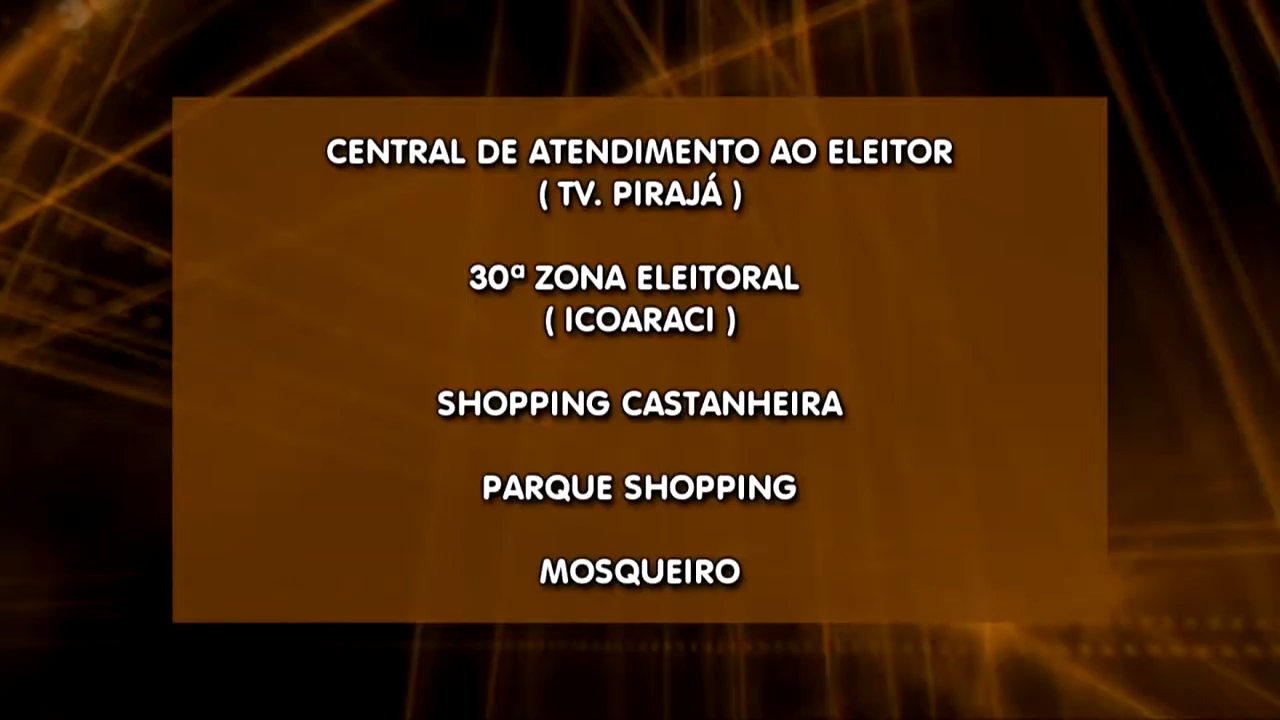 CENTRAL DE ATENDIMENTO AO ELEITOR
( TV. PIRAJÁ )
30ª ZONA ELEITORAL
( ICOARACI )
SHOPPING CASTANHEIRA
PARQUE SHOPPING
MOSQUEIRO